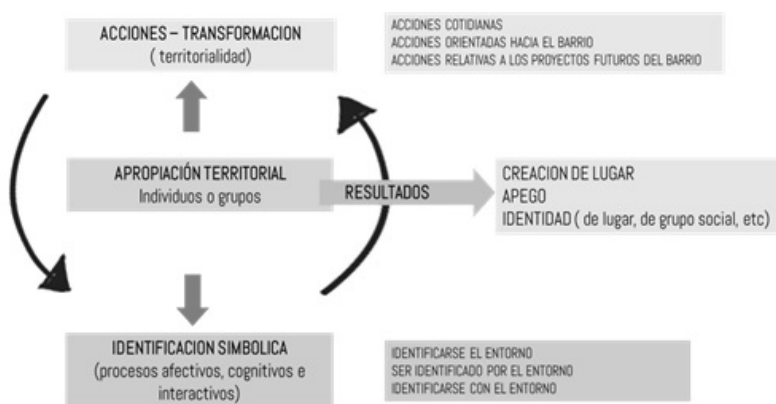 ACCIONES – TRANSFORMACION
( territorialidad)
ACCIONES COTIDIANAS
ACCIONES ORIENTADAS HACIA EL BARRIO
ACCIONES RELATIVAS A LOS PROYECTOS FUTUROS DEL BARRIO
APROPIACIÓN TERRITORIAL
Individuos o grupos
RESULTADOS
CREACION DE LUGAR
APEGO
IDENTIDAD ( de lugar, de grupo social, etc)
IDENTIFICACION SIMBOLICA
(procesos afectivos, cognitivos e
interactivos)
IDENTIFICARSE EL ENTORNO
SER IDENTIFICADO POR EL ENTORNO
IDENTIFICARSE CON EL ENTORNO